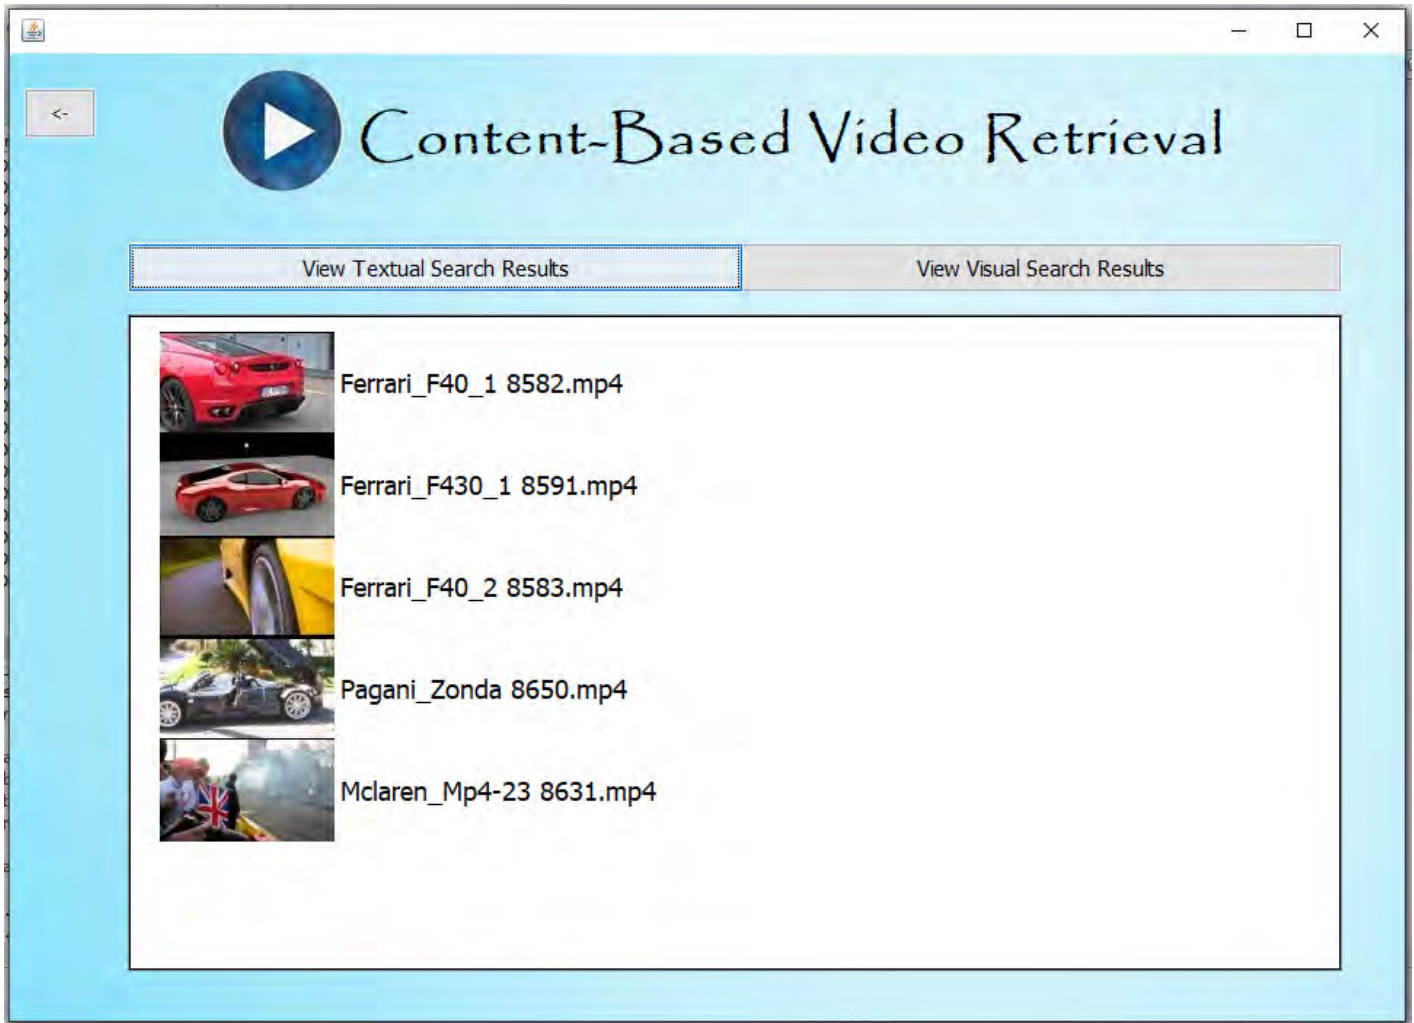 <-
Content-Based Video Retrieval
View Textual Search Results
View Visual Search Results
Ferrari_F40_1 8582.mp4
Ferrari_F430_1 8591.mp4
Ferrari_F40_2 8583.mp4
Pagani_Zonda 8650.mp4
Mclaren_Mp4-23 8631.mp4